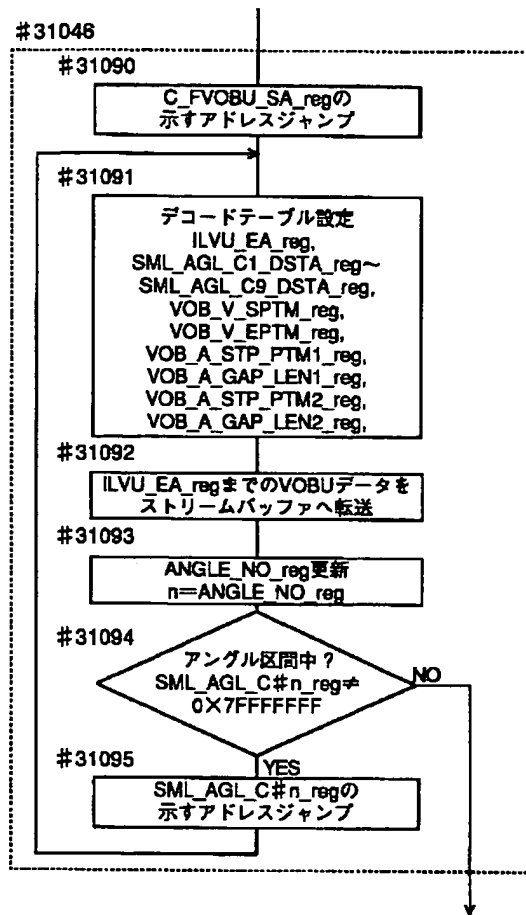 #31046
#31090
C_FVOBU_SA_regの
示すアドレスジャンプ
#31091
デコードテーブル設定
ILVU_EA_reg,
SML_AGL_C1_DSTA_reg~
SML_AGL_C9_DSTA_reg,
VOB_V_SPTM_reg,
VOB_V_EPTM_reg,
VOB_A_STP_PTM1_reg,
VOB_A_GAP_LEN1_reg,
VOB_A_STP_PTM2_reg,
VOB_A_GAP_LEN2_reg,
#31092
ILVU_EA_regまでのVOBUデータを
ストリームバッファへ転送
#31093
ANGLE_NO_reg更新
n=ANGLE_NO_reg
#31094
アングル区間中?
SML_AGL_C#n_reg≠
0×7FFFFFFF
NO
#31095
YES
SML_AGL_C#n_regの
示すアドレスジャンプ